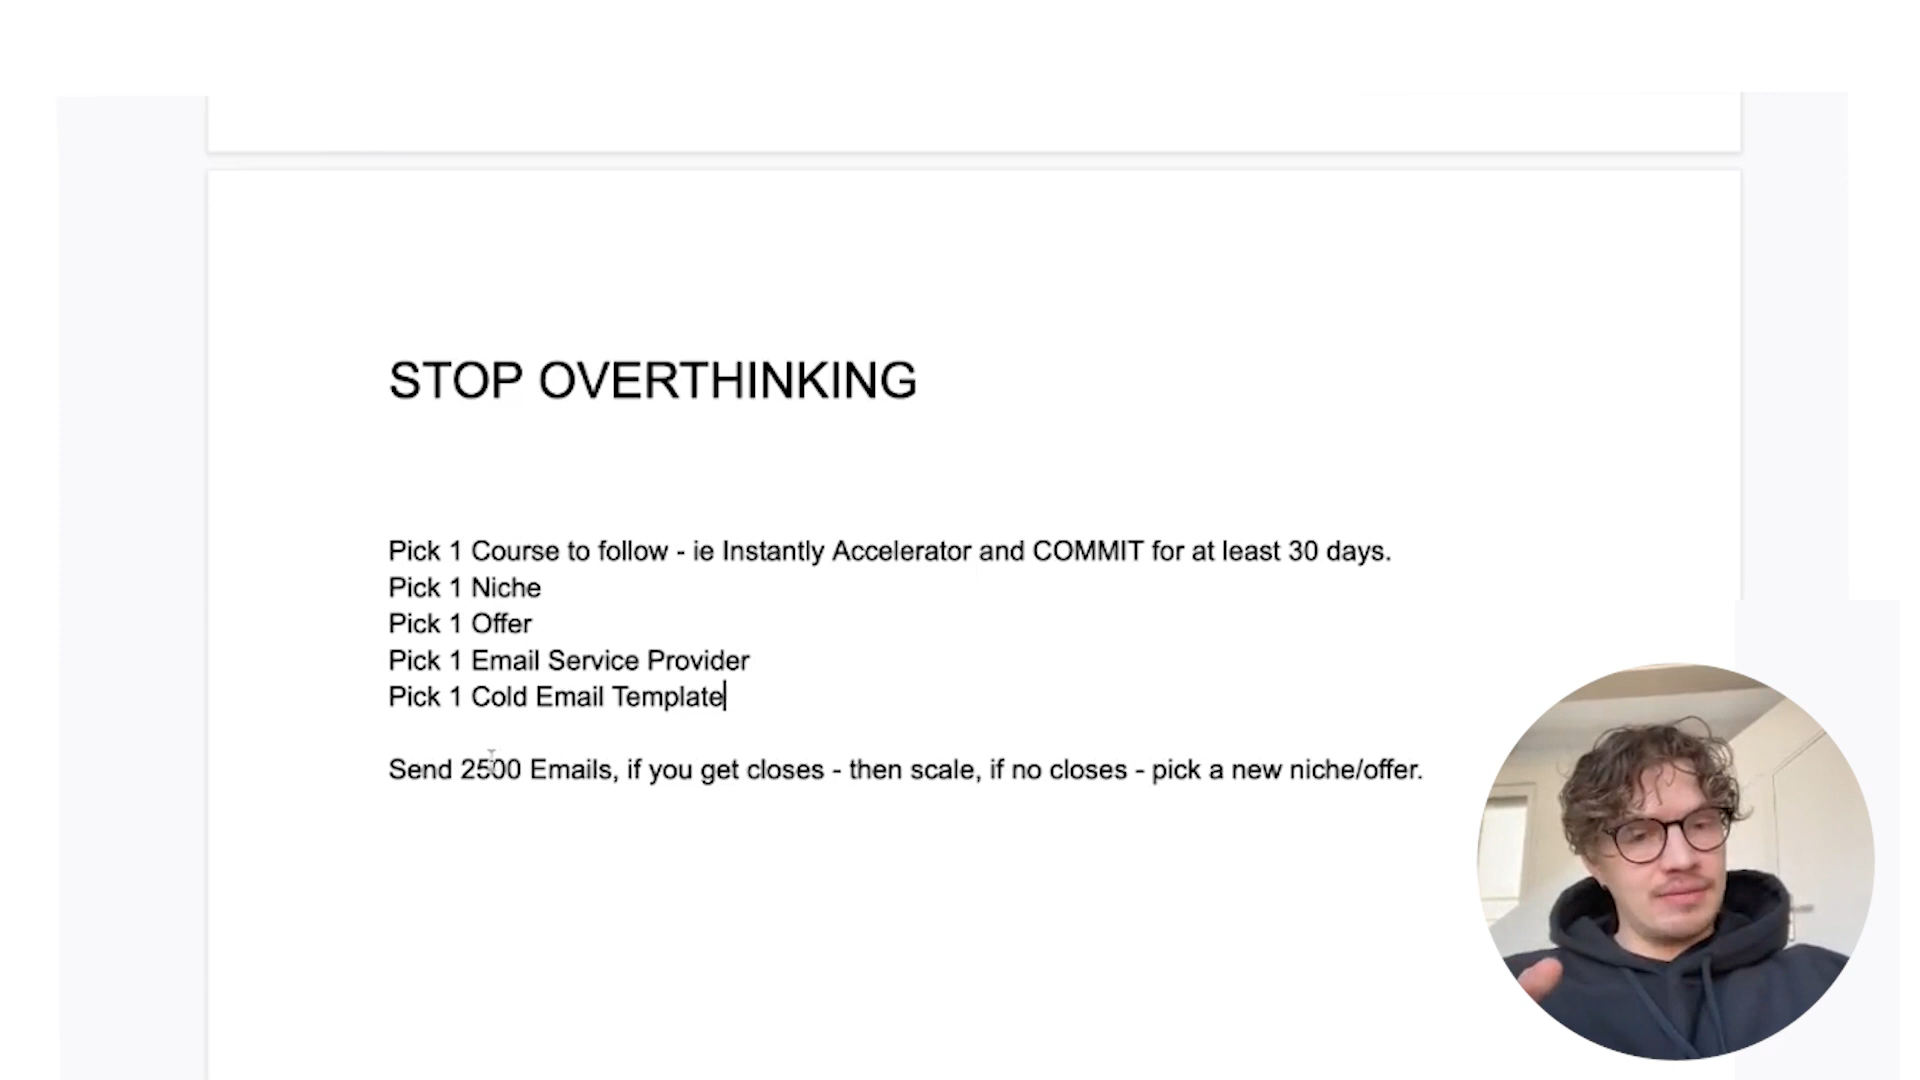 STOP OVERTHINKING
Pick 1 Course to follow - ie Instantly Accelerator and COMMIT for at least 30 days.
Pick 1 Niche
Pick 1 Offer
Pick 1 Email Service Provider
Pick 1 Cold Email Template
Send 2500 Emails, if you get closes - then scale, if no closes - pick a new niche/offer.